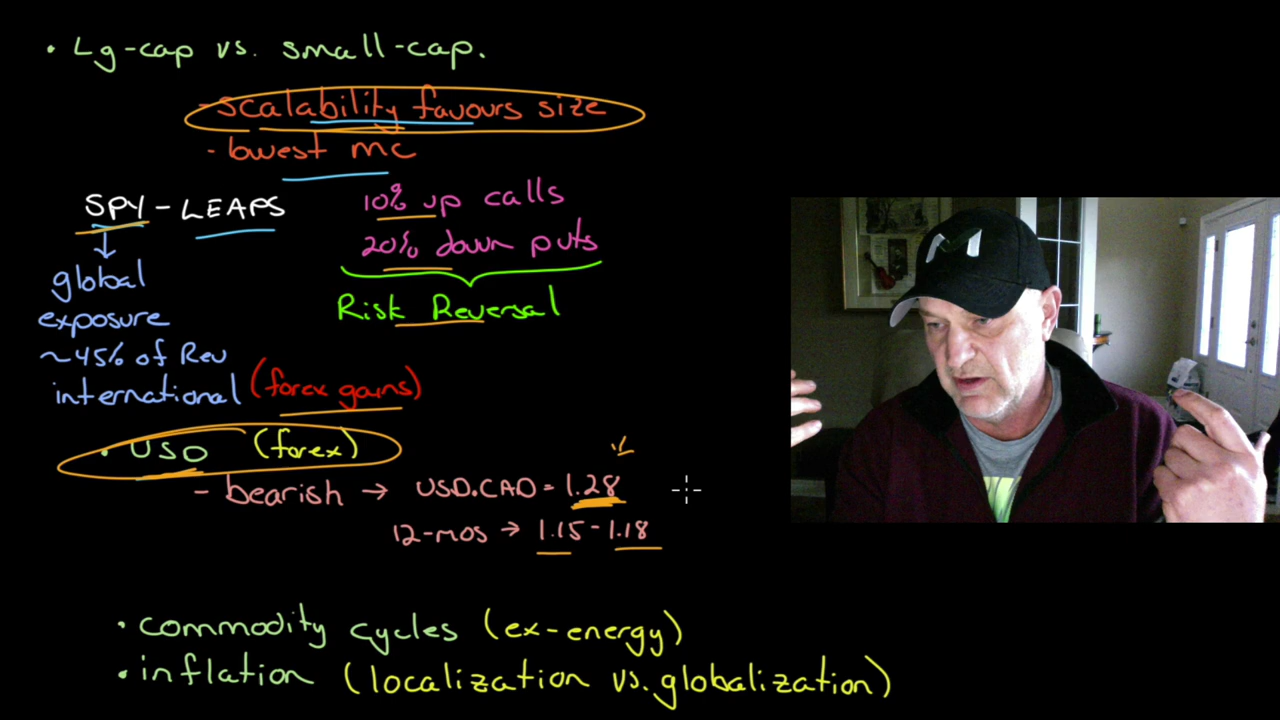 • Lg-cap vs. small-cap.
- scalability favours size
- lowest mc
SPY - LEAPS
10% up calls
20% down puts
Risk Reversal
global
exposure
~45% of Rev
international (forex gains)
• USD (forex)
- bearish → USD.CAD = 1.28
12-mos → 1.15 - 1.18
• commodity cycles (ex-energy)
• inflation (localization vs. globalization)